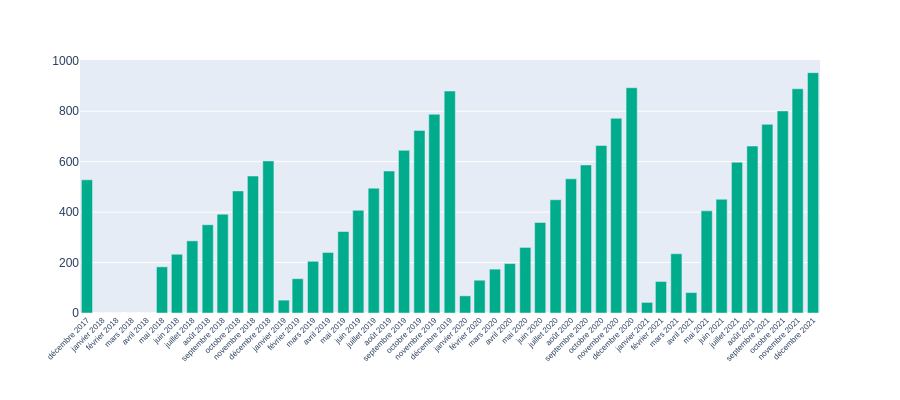 1000
800
600
400
200
0
décembre 2017
janvier 2018
février 2018
mars 2018
avril 2018
mai 2018
juin 2018
juillet 2018
août 2018
septembre 2018
octobre 2018
novembre 2018
décembre 2018
janvier 2019
février 2019
mars 2019
avril 2019
mai 2019
juin 2019
juillet 2019
août 2019
septembre 2019
octobre 2019
novembre 2019
décembre 2019
janvier 2020
février 2020
mars 2020
avril 2020
mai 2020
juin 2020
juillet 2020
août 2020
septembre 2020
octobre 2020
novembre 2020
décembre 2020
janvier 2021
février 2021
mars 2021
avril 2021
mai 2021
juin 2021
juillet 2021
août 2021
septembre 2021
octobre 2021
novembre 2021
décembre 2021